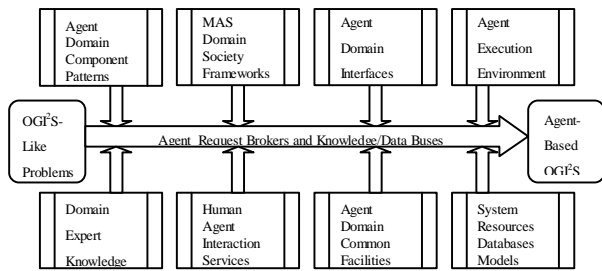 Agent
Domain
Component
Patterns
MAS
Domain
Society
Frameworks
Agent
Domain
Interfaces
Agent
Execution
Environment
OGI²S-
Like
Problems
Agent Request Brokers and Knowledge/Data Buses
Agent-
Based
OGI²S
Domain
Expert
Knowledge
Human
Agent
Interaction
Services
Agent
Domain
Common
Facilities
System
Resources
Databases
Models